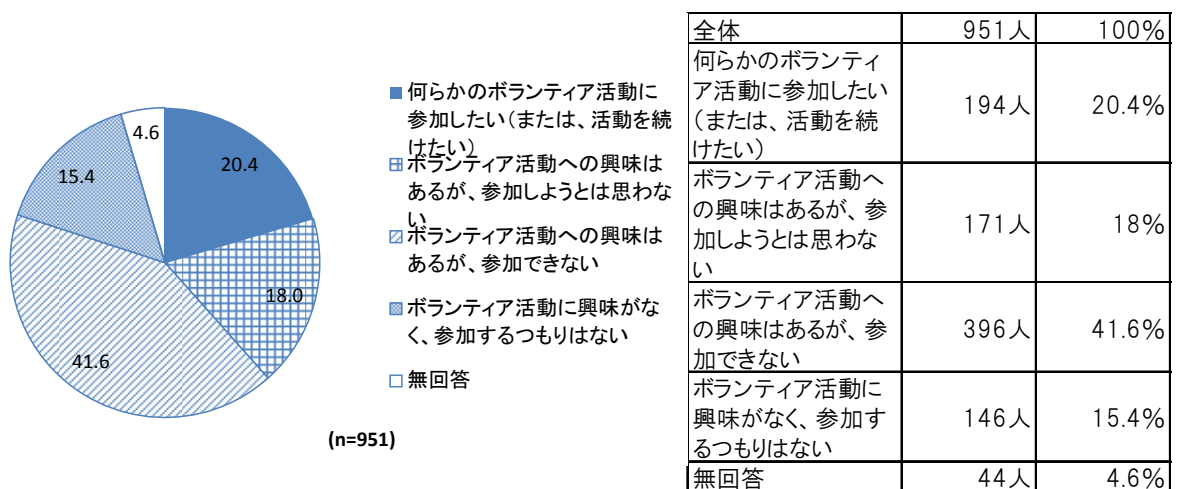 4.6
20.4
15.4
18.0
41.6
何らかのボランティア活動に
参加したい(または、活動を続
けたい)
ボランティア活動への興味は
あるが、参加しようとは思わな
い
ボランティア活動への興味は
あるが、参加できない
ボランティア活動に興味がな
く、参加するつもりはない
無回答
(n=951)
全体 951人 100%
何らかのボランティ
ア活動に参加したい
(または、活動を続
けたい)
194人 20.4%
ボランティア活動へ
の興味はあるが、参
加しようとは思わな
い
171人 18%
ボランティア活動へ
の興味はあるが、参
加できない
396人 41.6%
ボランティア活動に
興味がなく、参加す
るつもりはない
146人 15.4%
無回答 44人 4.6%